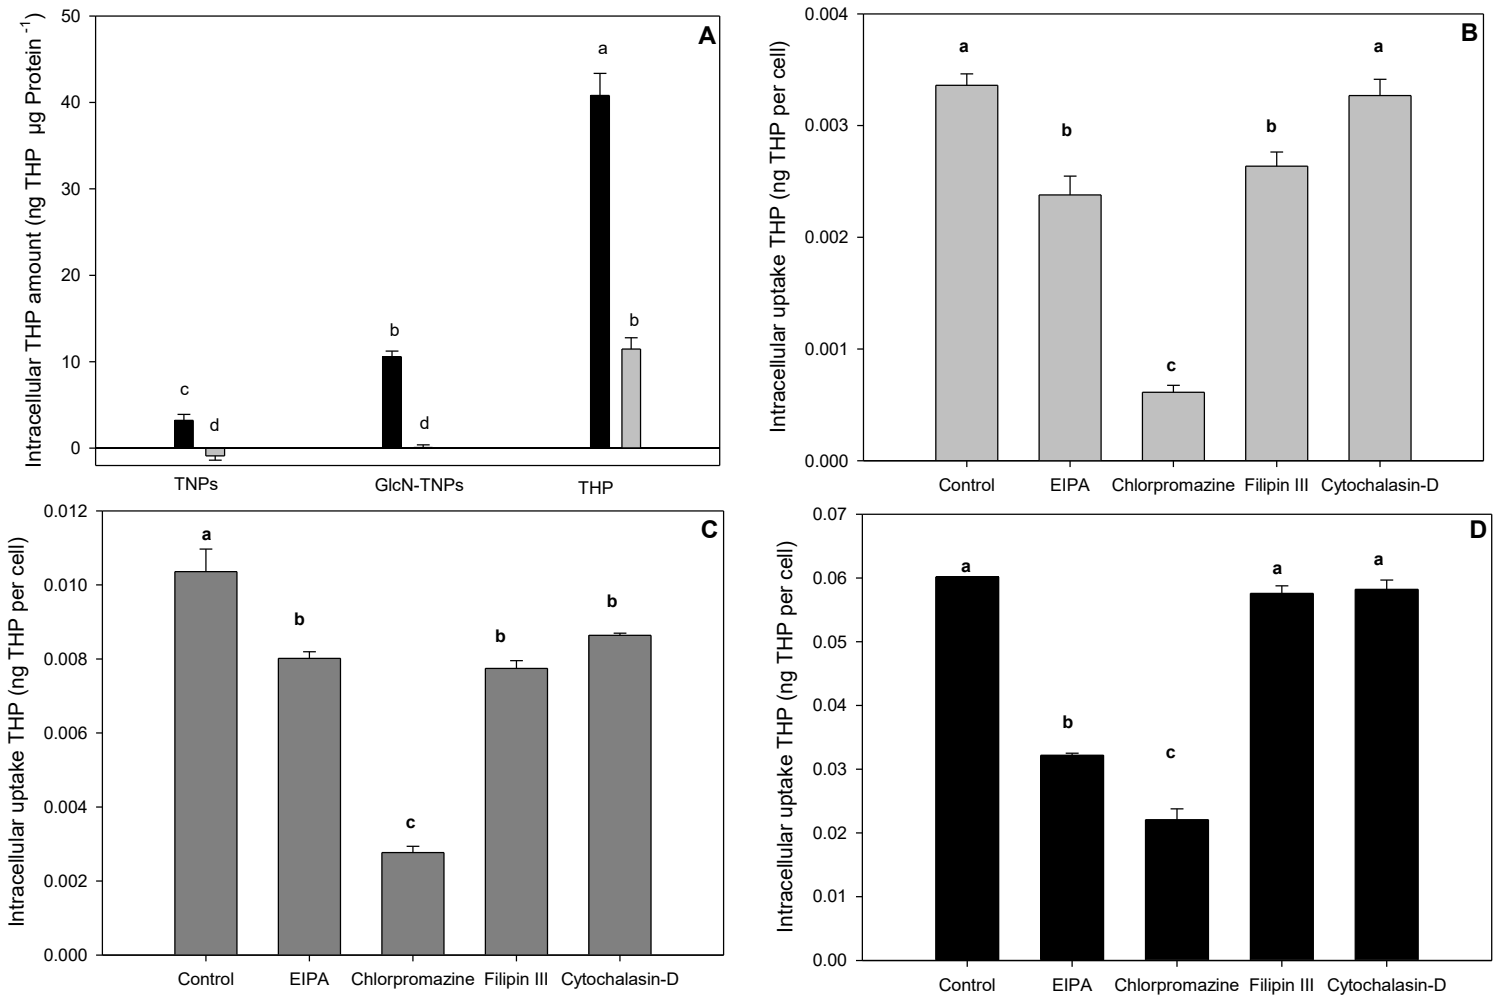 A
Intracellular THP amount (ng THP µg Protein -1)
50
40
30
20
10
0
c
d
b
d
a
b
TNPs
GlcN-TNPs
THP
B
Intracellular uptake THP (ng THP per cell)
0.004
0.003
0.002
0.001
0.000
a
b
c
b
a
Control
EIPA
Chlorpromazine
Filipin III
Cytochalasin-D
C
Intracellular uptake THP (ng THP per cell)
0.012
0.010
0.008
0.006
0.004
0.002
0.000
a
b
c
b
b
Control
EIPA
Chlorpromazine
Filipin III
Cytochalasin-D
D
Intracellular uptake THP (ng THP per cell)
0.07
0.06
0.05
0.04
0.03
0.02
0.01
0.00
a
b
c
a
a
Control
EIPA
Chlorpromazine
Filipin III
Cytochalasin-D